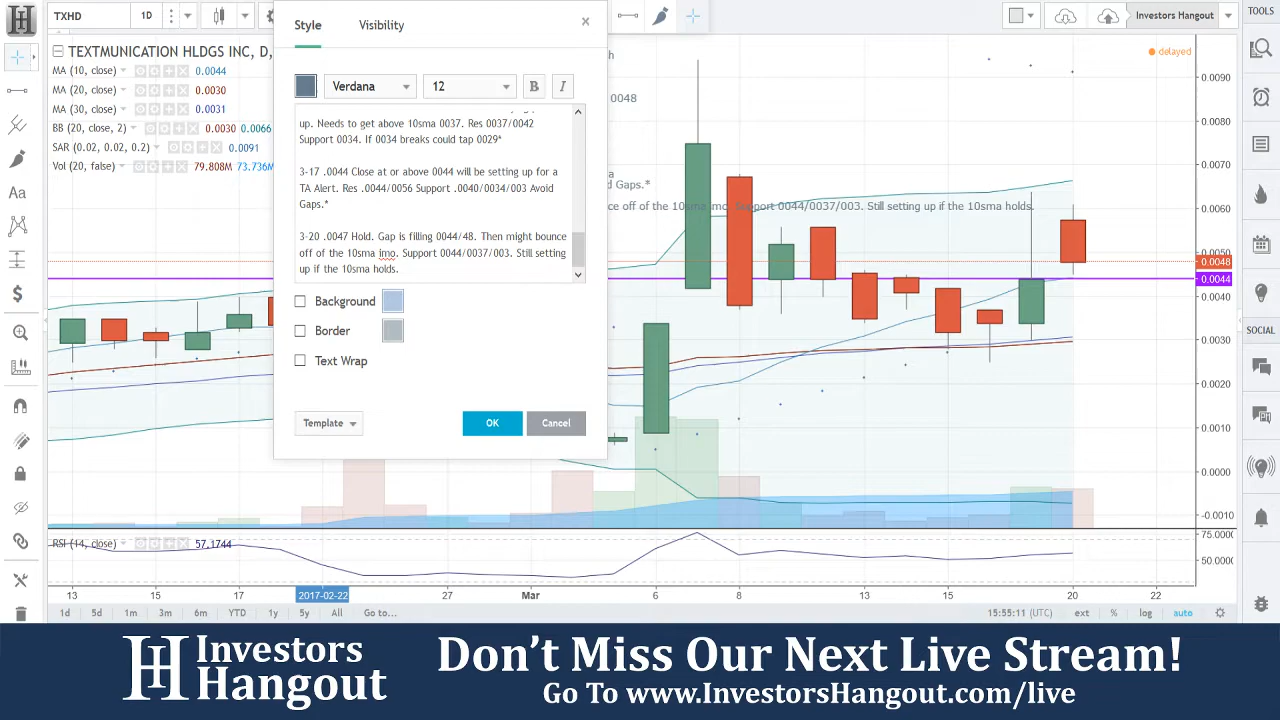 TXHD
1D
Style
Visibility
×
Investors Hangout
TOOLS
TEXTMUNICATION HLDGS INC, D,
delayed
MA (10, close) 0.0044
MA (20, close) 0.0030
MA (30, close) 0.0031
BB (20, close, 2) 0.0030 0.0066
SAR (0.02, 0.02, 0.2) 0.0091
Vol (20, false) 79.808M 73.736M
Verdana
12
B
I
up. Needs to get above 10sma 0037. Res 0037/0042
Support 0034. If 0034 breaks could tap 0029*
3-17 .0044 Close at or above 0044 will be setting up for a
TA Alert. Res .0044/0056 Support .0040/0034/003 Avoid
Gaps.*
3-20 .0047 Hold. Gap is filling 0044/48. Then might bounce
off of the 10sma imo. Support 0044/0037/003. Still setting
up if the 10sma holds.
Background
Border
Text Wrap
Template
OK
Cancel
0048
d Gaps.*
ce off of the 10sma imo. Support 0044/0037/003. Still setting up if the 10sma holds.
0.0090
0.0080
0.0070
0.0060
0.0050
0.0048
0.0044
0.0040
0.0030
0.0020
0.0010
0.0000
-0.0010
75.0000
50.0000
SOCIAL
Aa
$
RSI (14, close) 57.1744
13
15
17
2017-02-22
27
Mar
6
8
13
15
20
22
1d
5d
1m
3m
6m
YTD
1y
5y
All
Go to...
15:55:11 (UTC)
ext
%
log
auto
Investors
Hangout
Don't Miss Our Next Live Stream!
Go To www.InvestorsHangout.com/live